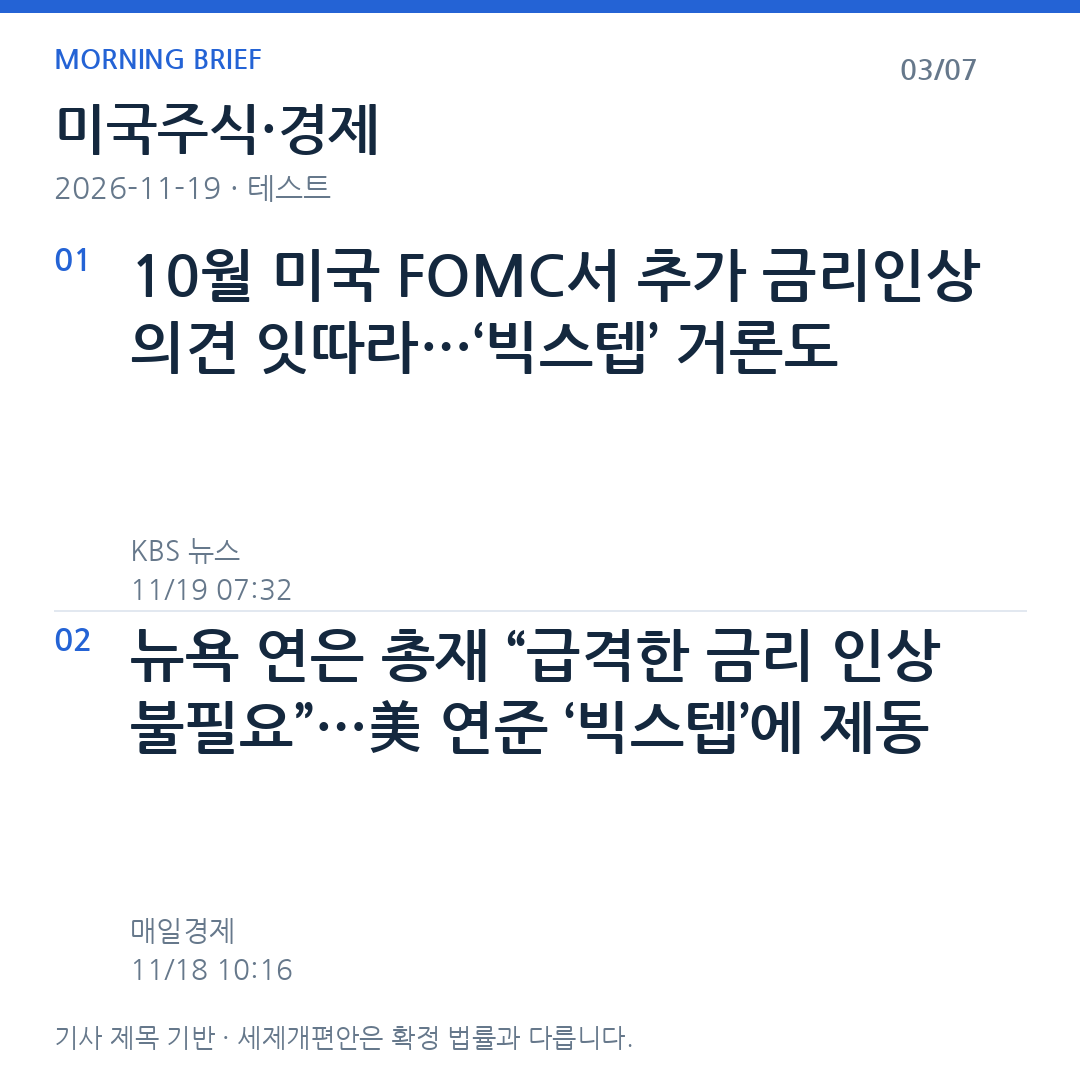 MORNING BRIEF
03/07
미국주식·경제
2026-11-19 · 테스트
01
10월 미국 FOMC서 추가 금리인상
의견 잇따라…‘빅스텝’ 거론도
KBS 뉴스
11/19 07:32
02
뉴욕 연은 총재 “급격한 금리 인상
불필요”…美 연준 ‘빅스텝’에 제동
매일경제
11/18 10:16
기사 제목 기반 · 세제개편안은 확정 법률과 다릅니다.